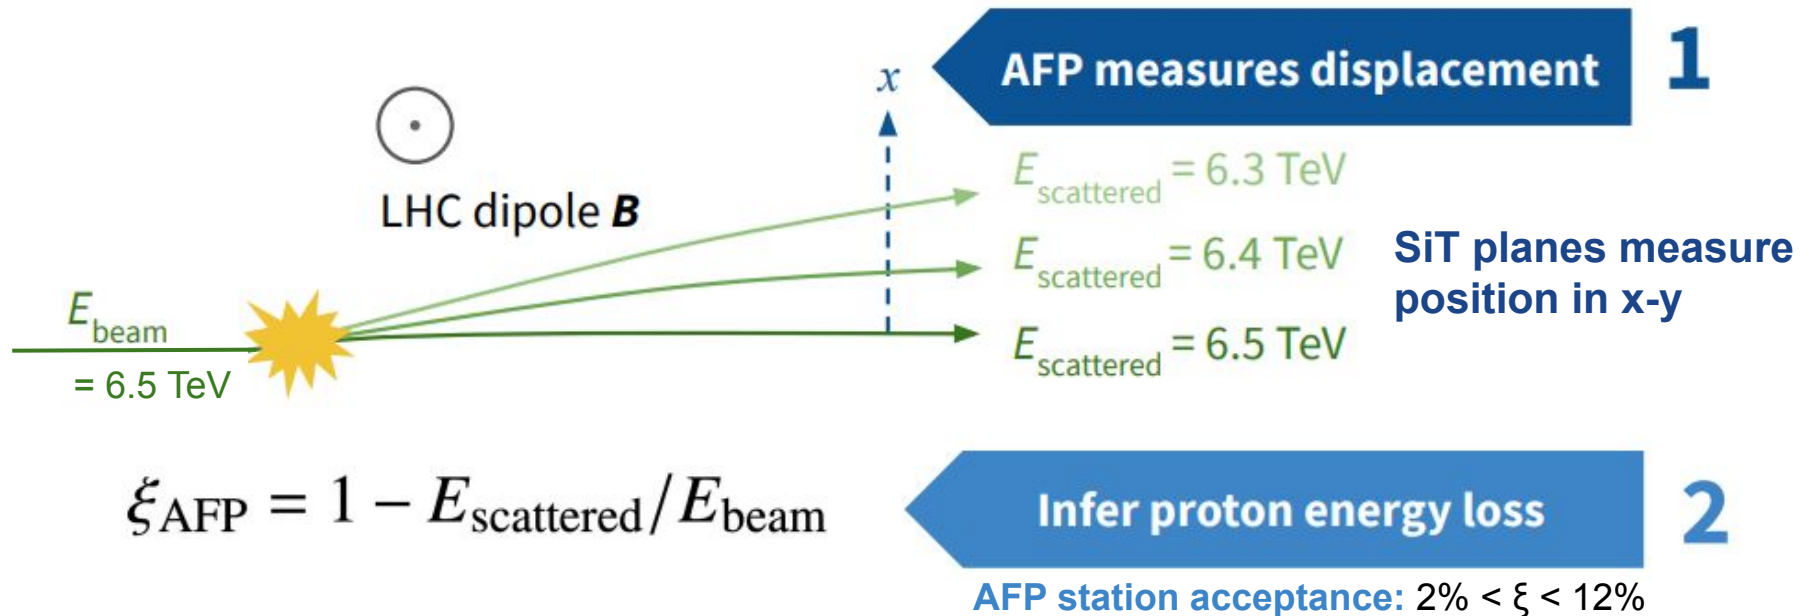 AFP measures displacement
1
x
LHC dipole B
E_scattered = 6.3 TeV
E_scattered = 6.4 TeV
E_scattered = 6.5 TeV
SiT planes measure
position in x-y
E_beam
= 6.5 TeV
ξ_AFP = 1 − E_scattered/E_beam
Infer proton energy loss
2
AFP station acceptance: 2% < ξ < 12%